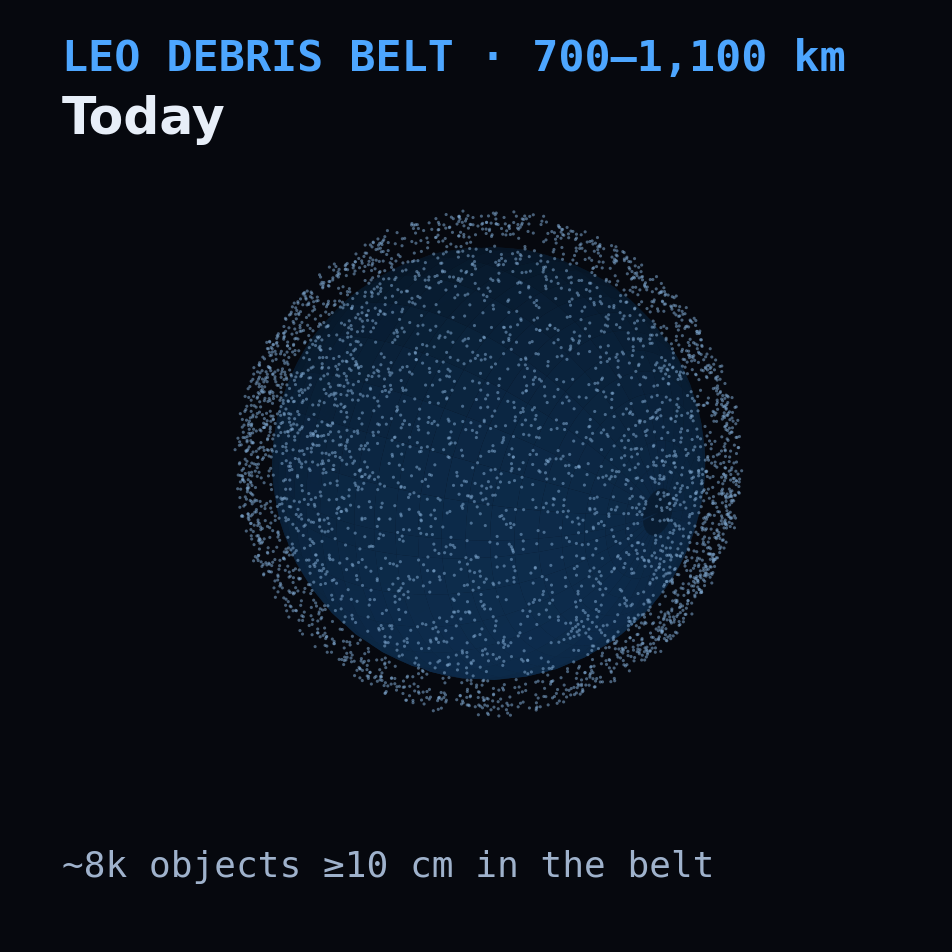 LEO DEBRIS BELT · 700–1,100 km
Today
~8k objects ≥10 cm in the belt